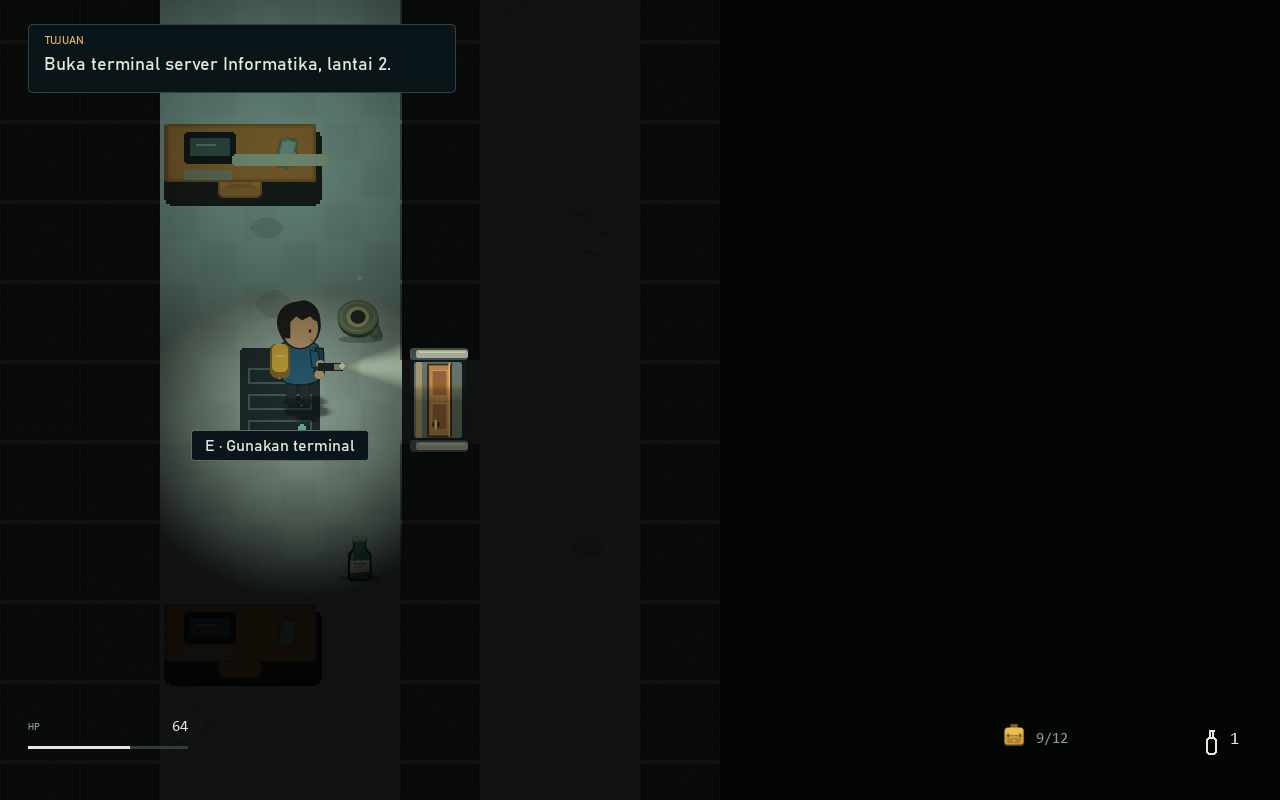 TUJUAN
Buka terminal server Informatika, lantai 2.
E · Gunakan terminal
HP 64
9/12
1